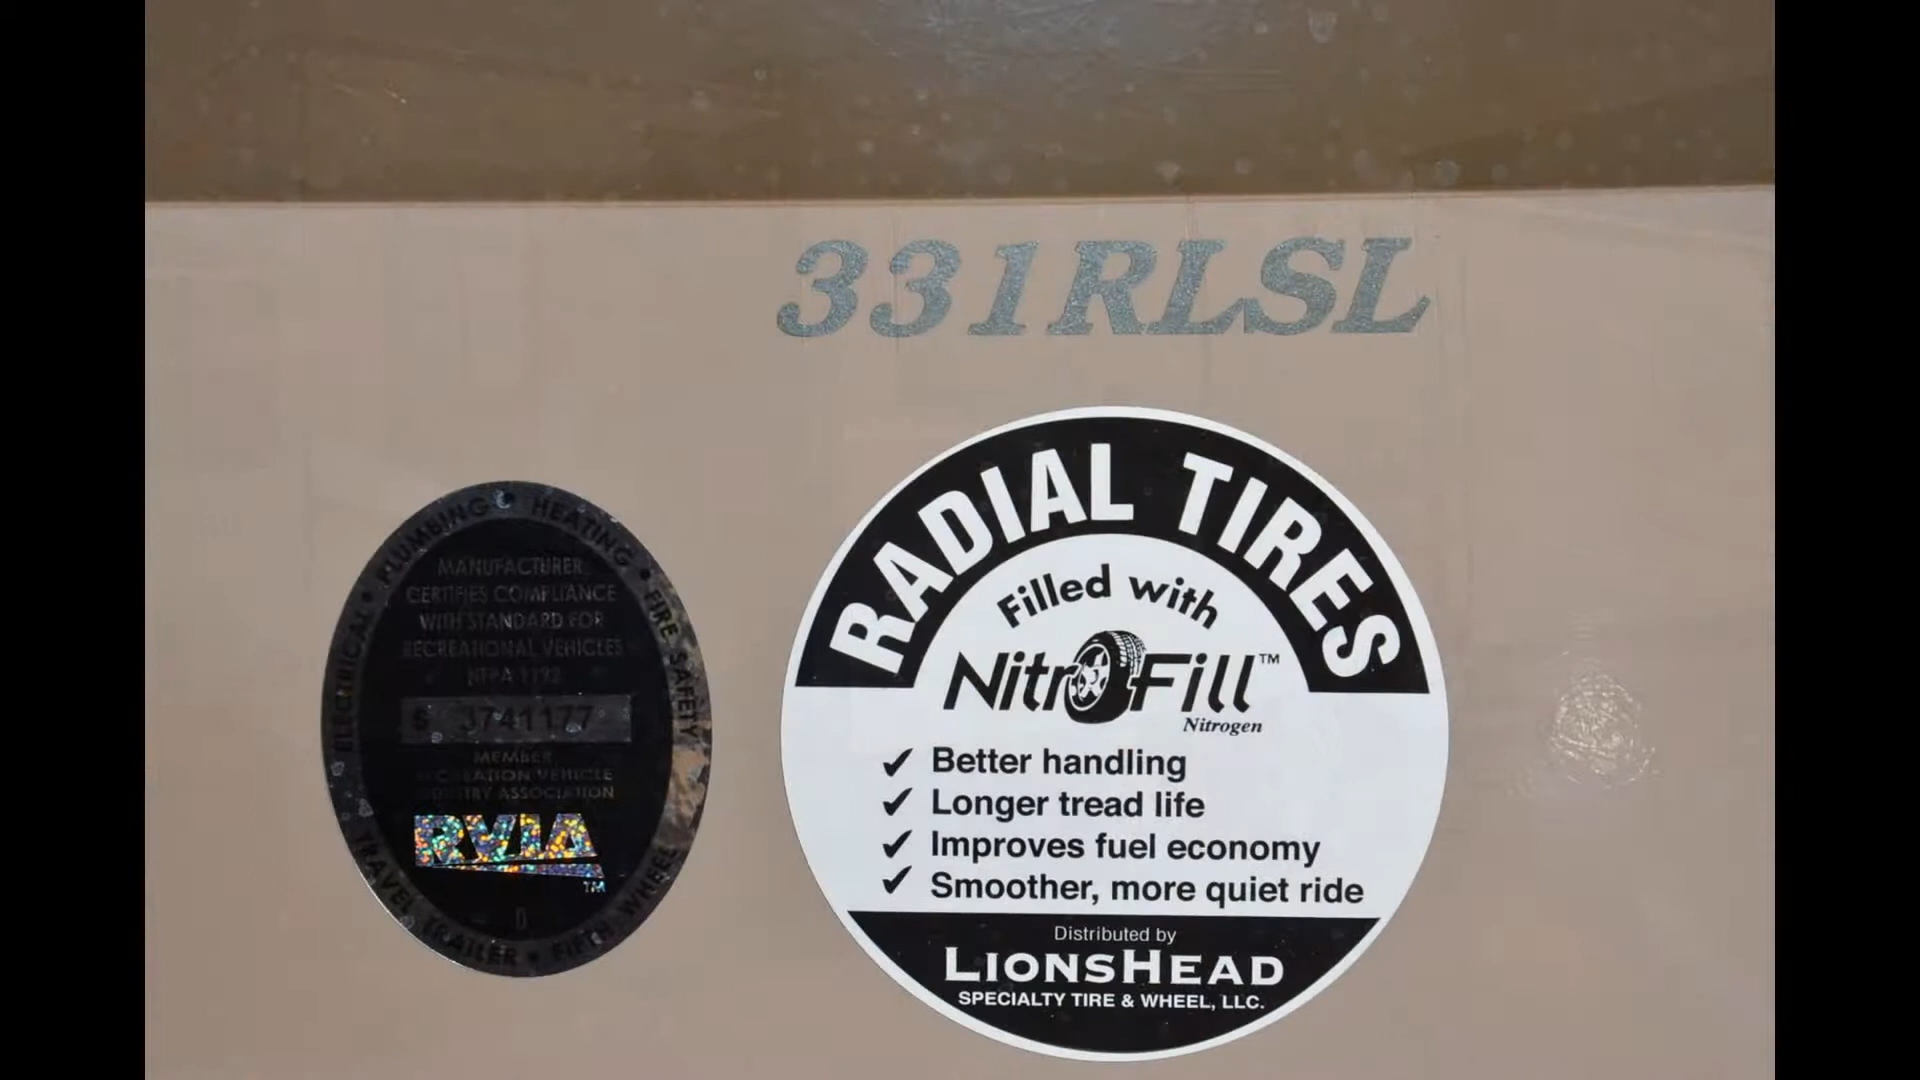 331RLSL
ELECTRICAL • PLUMBING • HEATING • FIRE SAFETY
MANUFACTURER
CERTIFIES COMPLIANCE
WITH STANDARD FOR
RECREATIONAL VEHICLES
NFPA 1192
3741177
MEMBER
RECREATION VEHICLE
INDUSTRY ASSOCIATION
RVIA
TM
TRAVEL TRAILER • FIFTH WHEEL
RADIAL TIRES
Filled with
NitroFill™
Nitrogen
✓ Better handling
✓ Longer tread life
✓ Improves fuel economy
✓ Smoother, more quiet ride
Distributed by
LIONSHEAD
SPECIALTY TIRE & WHEEL, LLC.